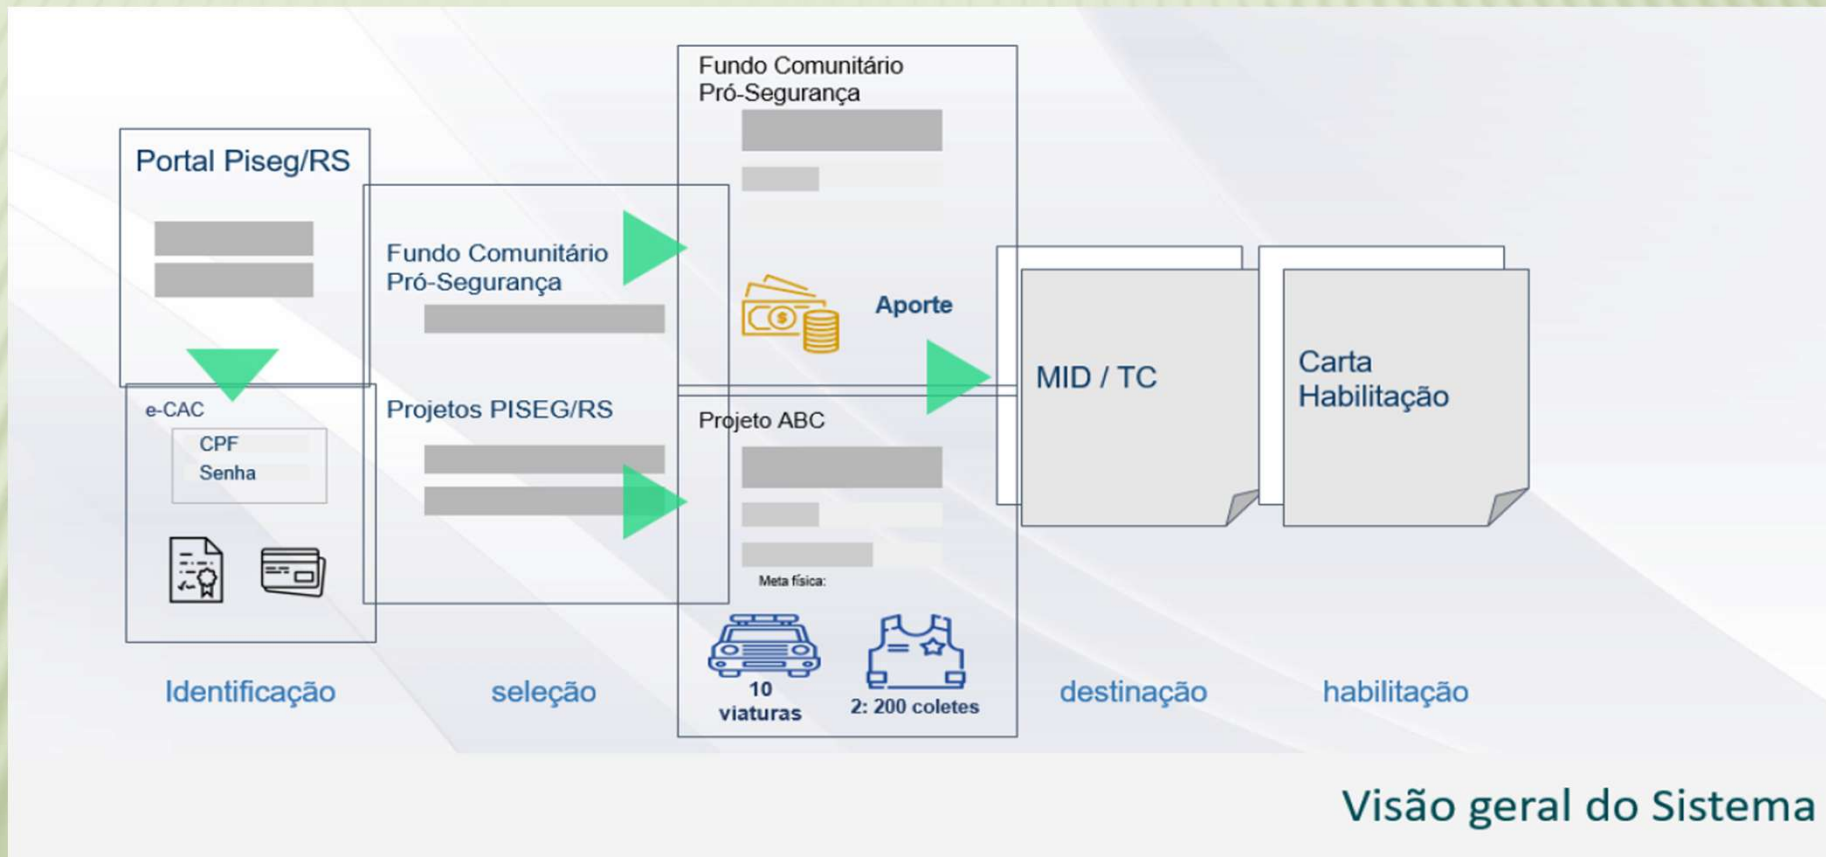 Portal Piseg/RS
e-CAC
CPF
Senha
Identificação
Fundo Comunitário
Pró-Segurança
Projetos PISEG/RS
seleção
Fundo Comunitário
Pró-Segurança
Aporte
Projeto ABC
Meta física:
10
viaturas
2: 200 coletes
MID / TC
destinação
Carta
Habilitação
habilitação
Visão geral do Sistema